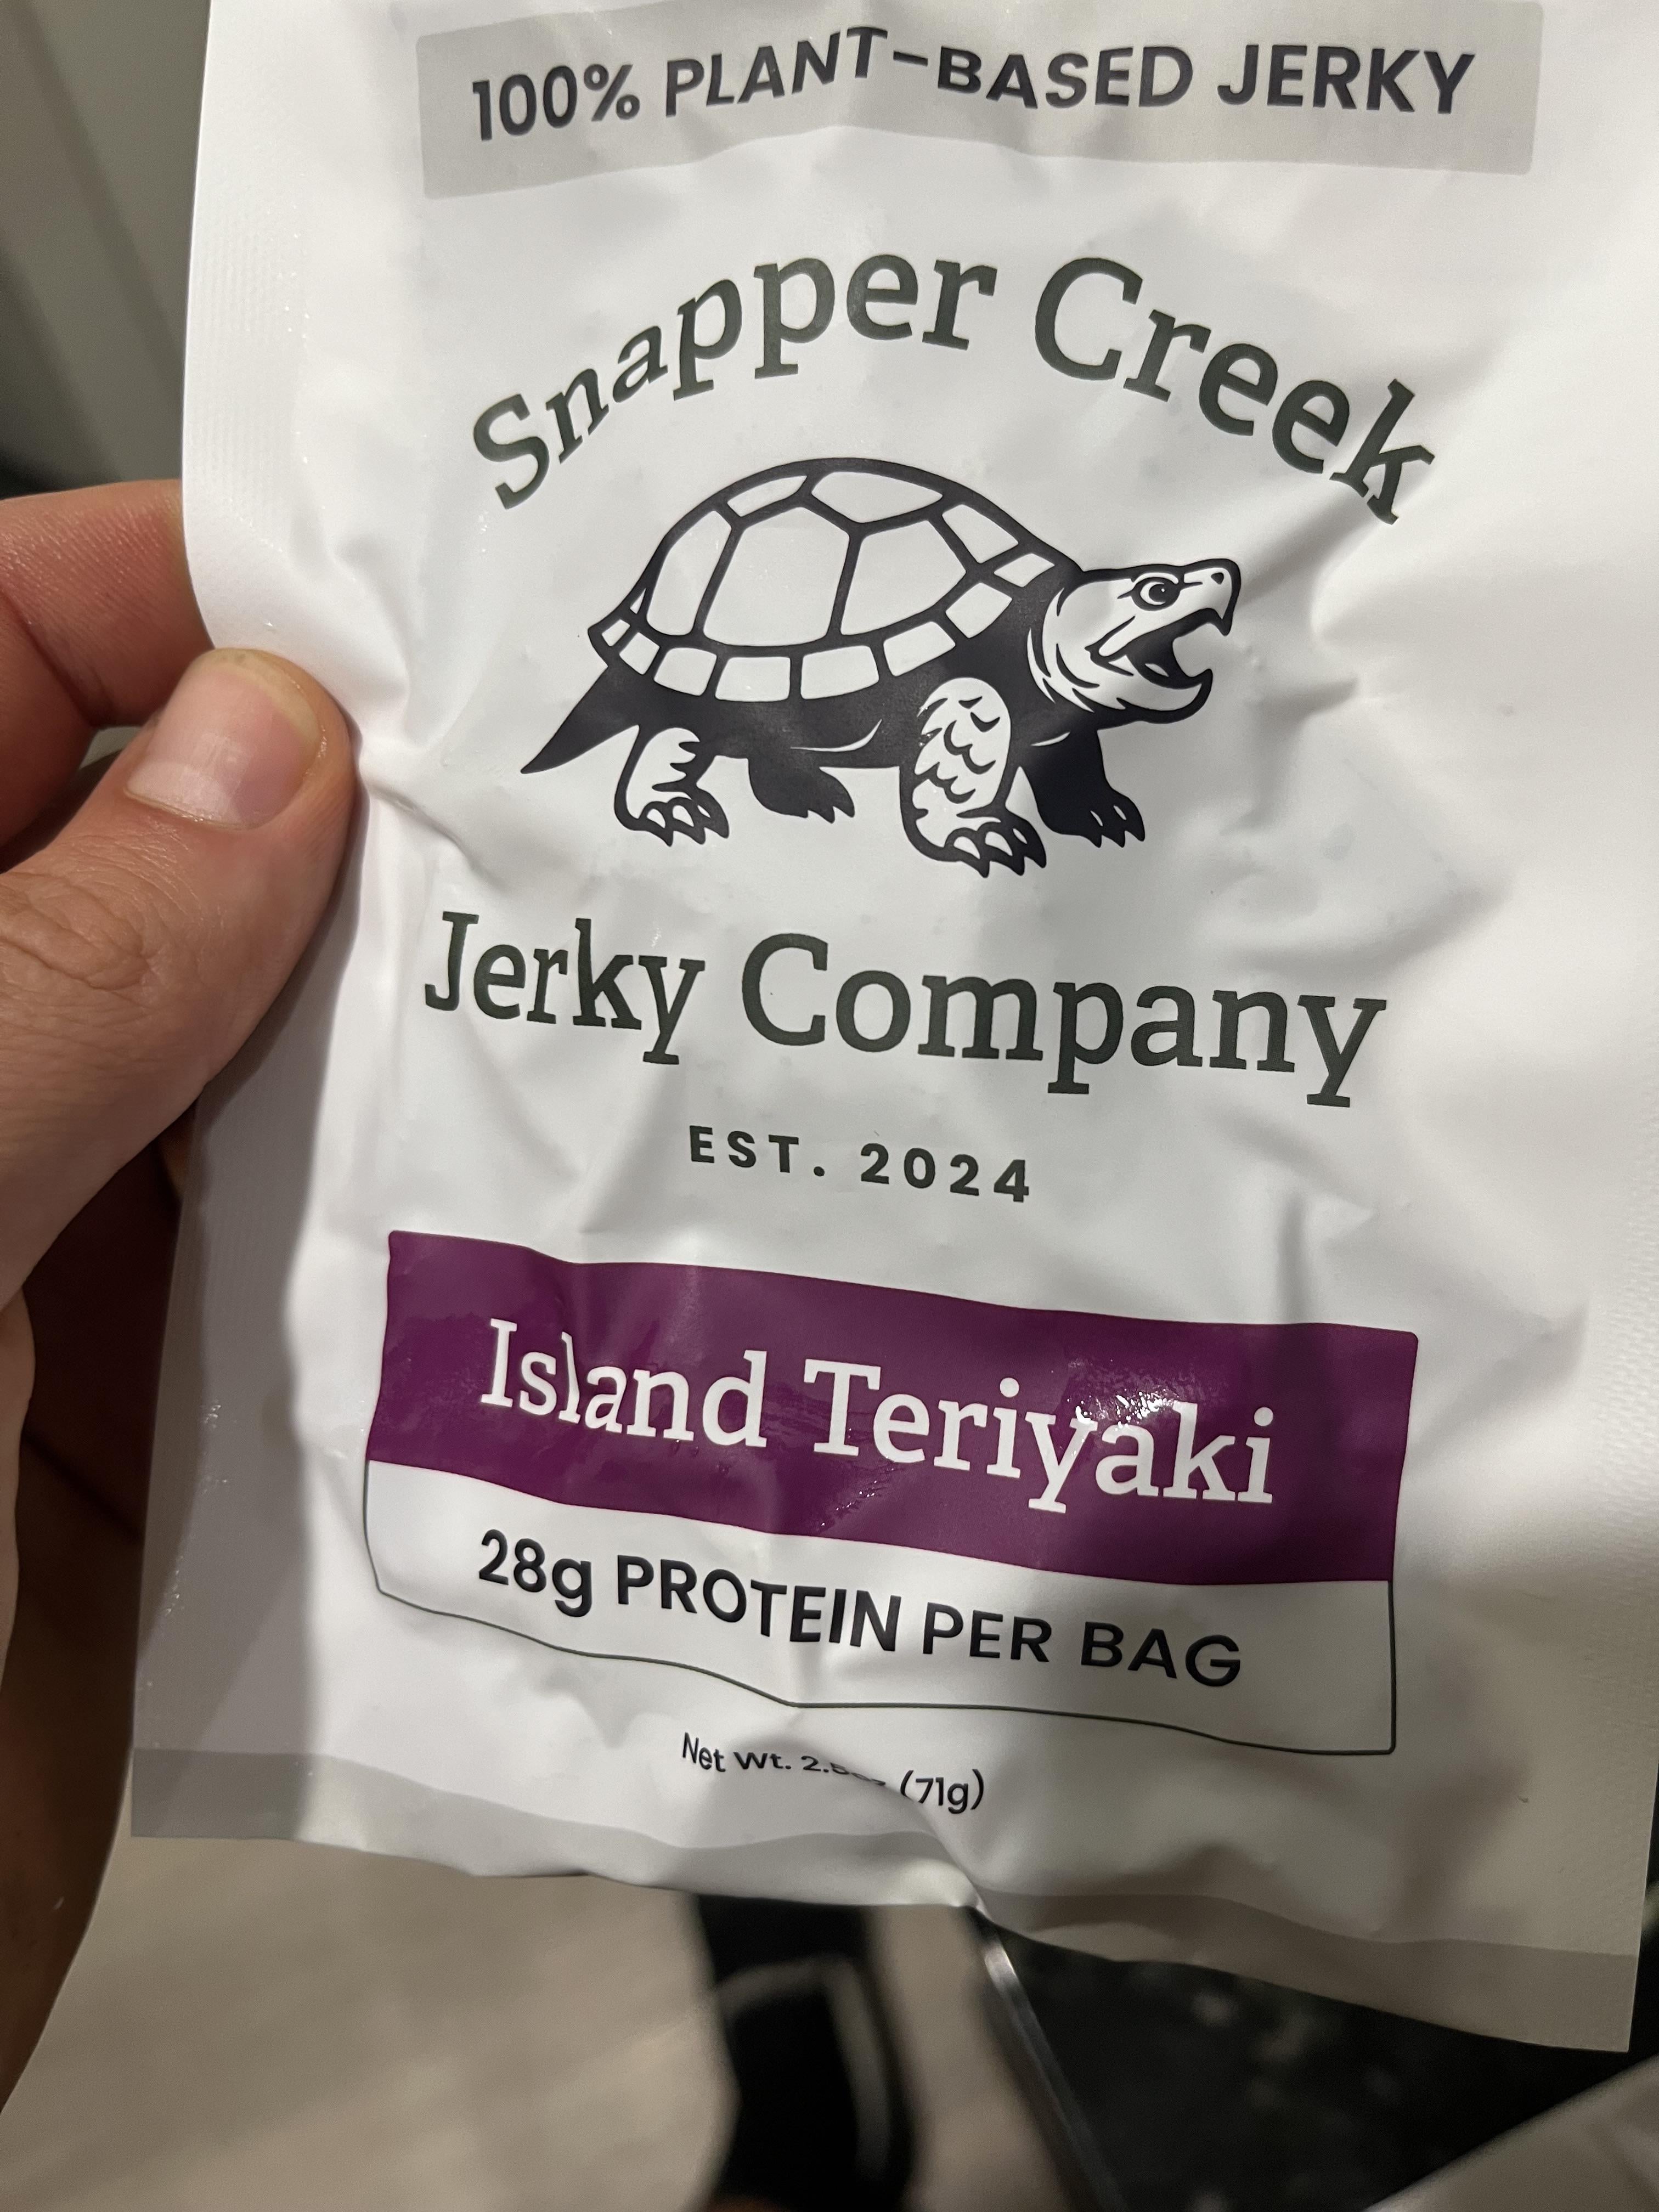 100% PLANT-BASED JERKY
Snapper Creek
Jerky Company
EST. 2024
Island Teriyaki
28g PROTEIN PER BAG
Net Wt. (71g)